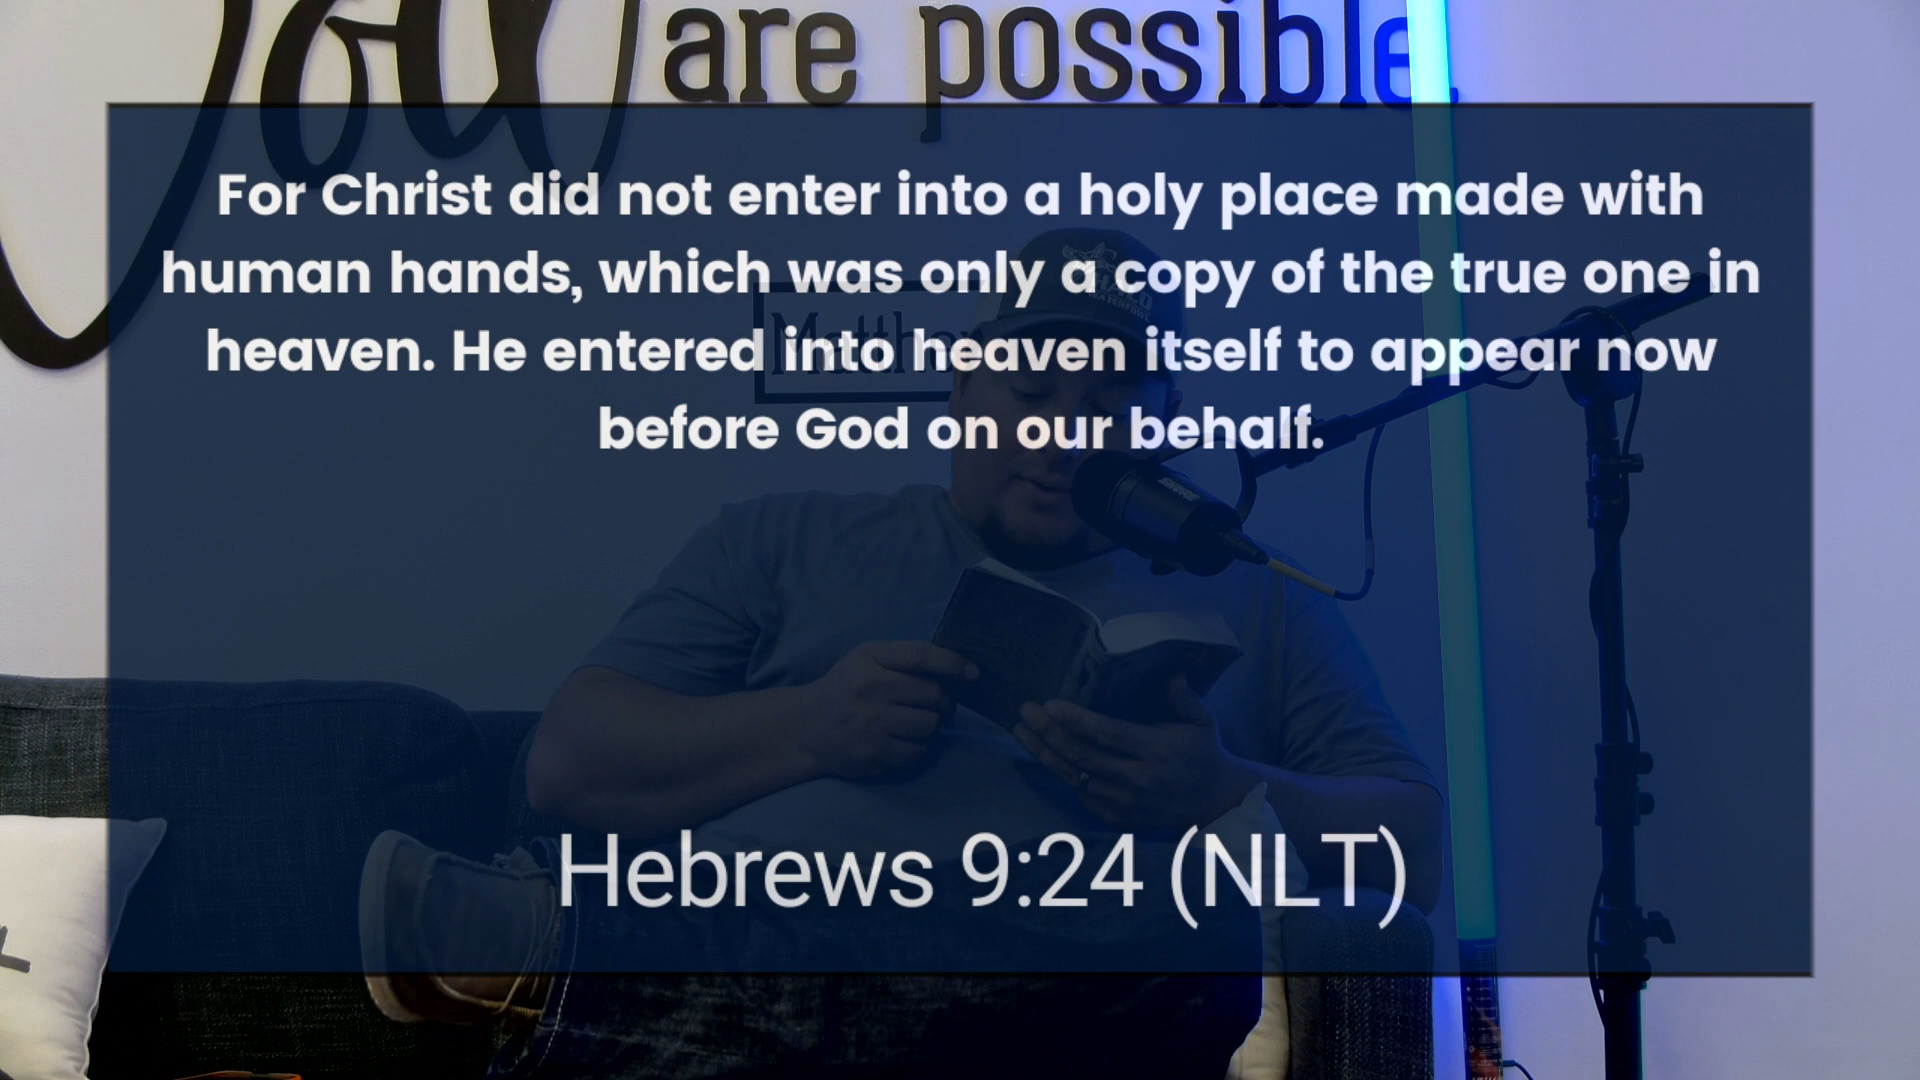 are possible.
For Christ did not enter into a holy place made with
human hands, which was only a copy of the true one in
heaven. He entered into heaven itself to appear now
before God on our behalf.
SHURE
Hebrews 9:24 (NLT)